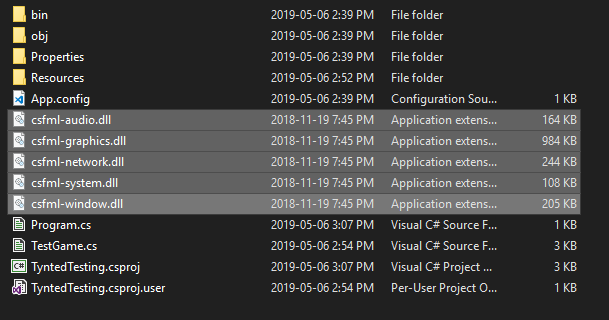 bin 2019-05-06 2:39 PM File folder
obj 2019-05-06 2:39 PM File folder
Properties 2019-05-06 2:39 PM File folder
Resources 2019-05-06 2:52 PM File folder
App.config 2019-05-06 2:39 PM Configuration Sou... 1 KB
csfml-audio.dll 2018-11-19 7:45 PM Application extens... 164 KB
csfml-graphics.dll 2018-11-19 7:45 PM Application extens... 984 KB
csfml-network.dll 2018-11-19 7:45 PM Application extens... 244 KB
csfml-system.dll 2018-11-19 7:45 PM Application extens... 108 KB
csfml-window.dll 2018-11-19 7:45 PM Application extens... 205 KB
Program.cs 2019-05-06 3:07 PM Visual C# Source F... 1 KB
TestGame.cs 2019-05-06 2:54 PM Visual C# Source F... 3 KB
C# TyntedTesting.csproj 2019-05-06 3:07 PM Visual C# Project ... 3 KB
TyntedTesting.csproj.user 2019-05-06 2:54 PM Per-User Project O... 1 KB